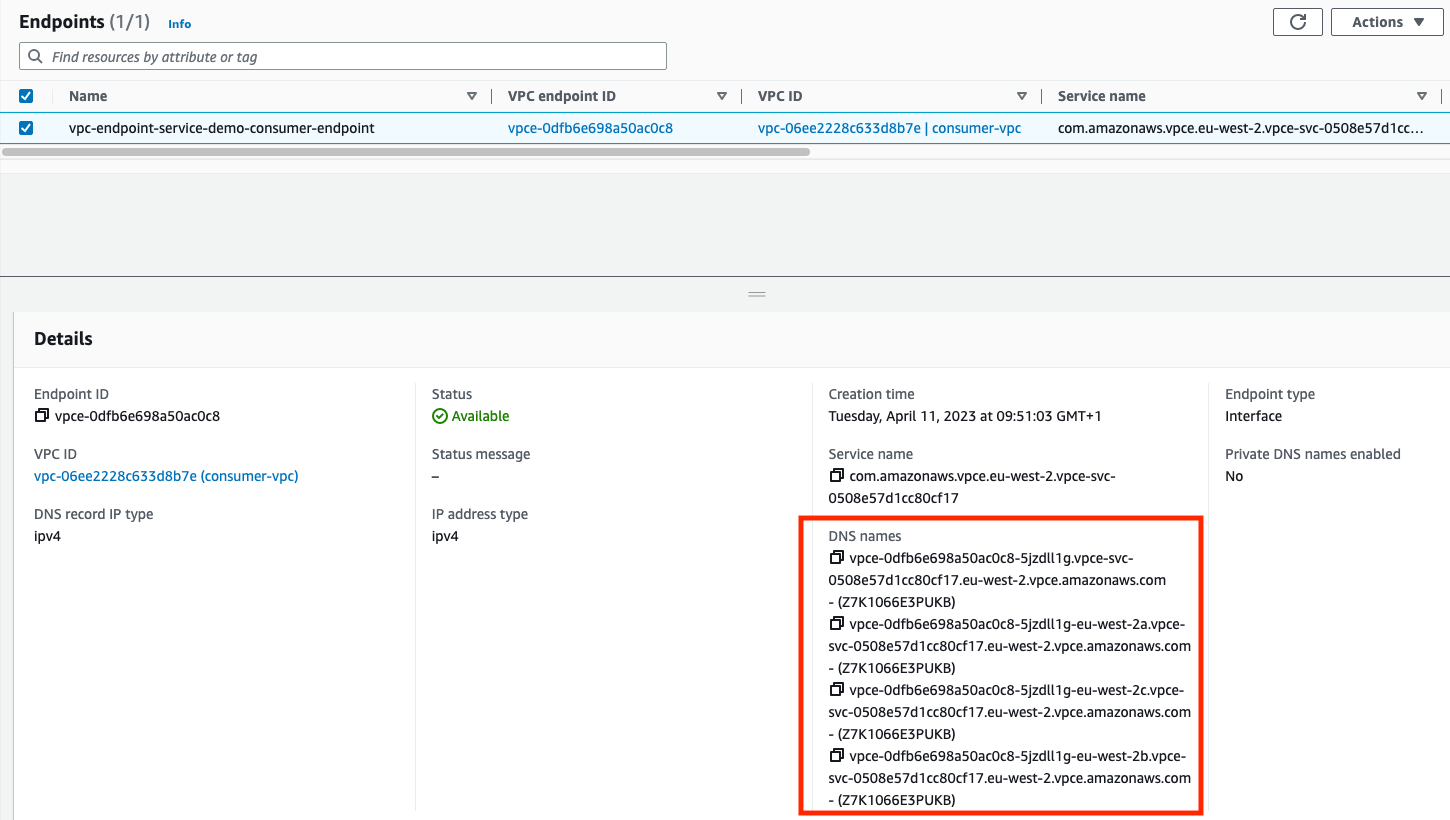 Endpoints (1/1) Info
Actions
Find resources by attribute or tag
Name VPC endpoint ID VPC ID Service name
vpc-endpoint-service-demo-consumer-endpoint vpce-0dfb6e698a50ac0c8 vpc-06ee2228c633d8b7e | consumer-vpc com.amazonaws.vpce.eu-west-2.vpce-svc-0508e57d1cc…
Details
Endpoint ID
vpce-0dfb6e698a50ac0c8
VPC ID
vpc-06ee2228c633d8b7e (consumer-vpc)
DNS record IP type
ipv4
Status
Available
Status message
–
IP address type
ipv4
Creation time
Tuesday, April 11, 2023 at 09:51:03 GMT+1
Service name
com.amazonaws.vpce.eu-west-2.vpce-svc-
0508e57d1cc80cf17
DNS names
vpce-0dfb6e698a50ac0c8-5jzdll1g.vpce-svc-
0508e57d1cc80cf17.eu-west-2.vpce.amazonaws.com
- (Z7K1066E3PUKB)
vpce-0dfb6e698a50ac0c8-5jzdll1g-eu-west-2a.vpce-
svc-0508e57d1cc80cf17.eu-west-2.vpce.amazonaws.com
- (Z7K1066E3PUKB)
vpce-0dfb6e698a50ac0c8-5jzdll1g-eu-west-2c.vpce-
svc-0508e57d1cc80cf17.eu-west-2.vpce.amazonaws.com
- (Z7K1066E3PUKB)
vpce-0dfb6e698a50ac0c8-5jzdll1g-eu-west-2b.vpce-
svc-0508e57d1cc80cf17.eu-west-2.vpce.amazonaws.com
- (Z7K1066E3PUKB)
Endpoint type
Interface
Private DNS names enabled
No